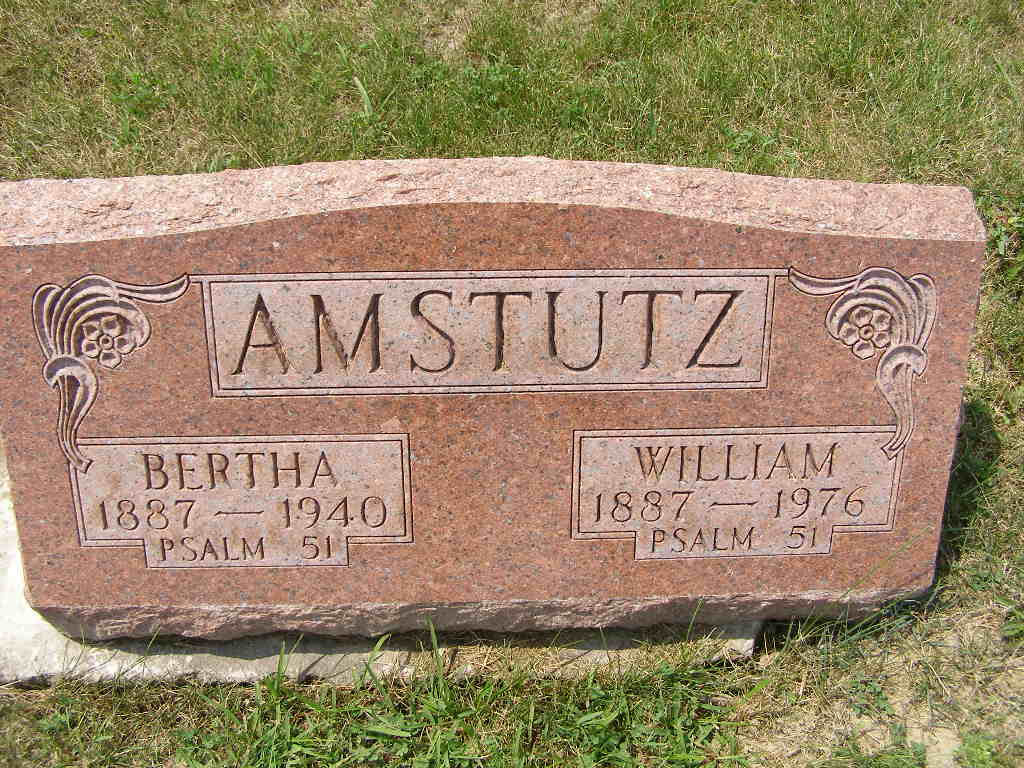 AMSTUTZ
BERTHA
1887 — 1940
PSALM 51
WILLIAM
1887 — 1976
PSALM 51